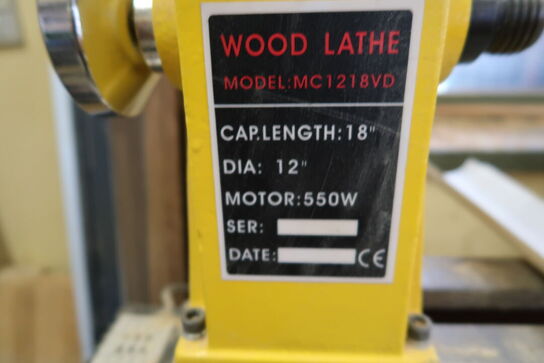 WOOD LATHE
MODEL:MC1218VD
CAP.LENGTH:18"
DIA: 12"
MOTOR:550W
SER:
DATE: CE